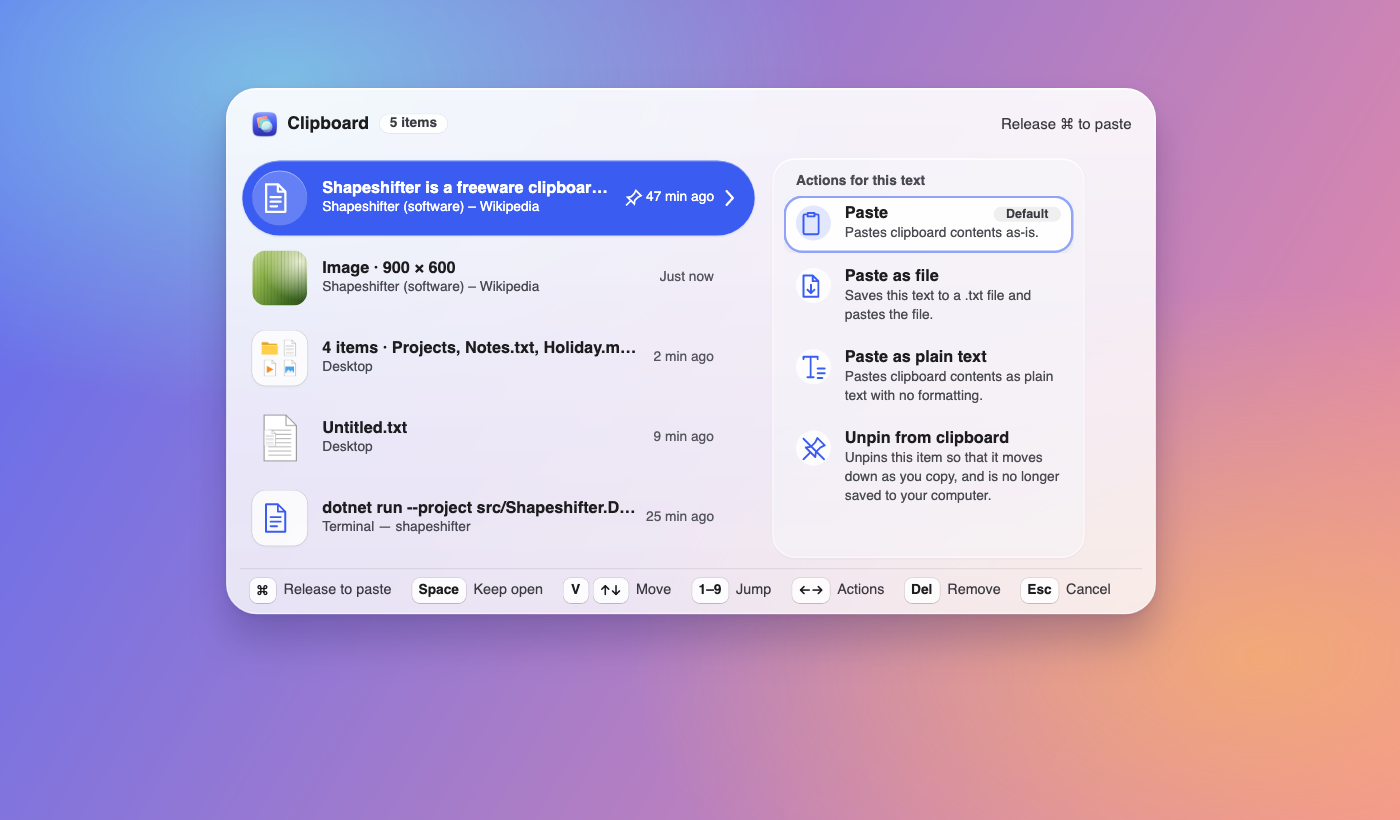 Clipboard
5 items
Release ⌘ to paste
Shapeshifter is a freeware clipboar…
Shapeshifter (software) – Wikipedia
47 min ago
Image · 900 × 600
Shapeshifter (software) – Wikipedia
Just now
4 items · Projects, Notes.txt, Holiday.m…
Desktop
2 min ago
Untitled.txt
Desktop
9 min ago
dotnet run --project src/Shapeshifter.D…
Terminal — shapeshifter
25 min ago
Actions for this text
Paste
Default
Pastes clipboard contents as-is.
Paste as file
Saves this text to a .txt file and
pastes the file.
Paste as plain text
Pastes clipboard contents as plain
text with no formatting.
Unpin from clipboard
Unpins this item so that it moves
down as you copy, and is no longer
saved to your computer.
⌘ Release to paste Space Keep open V ↑↓ Move 1–9 Jump ←→ Actions Del Remove Esc Cancel